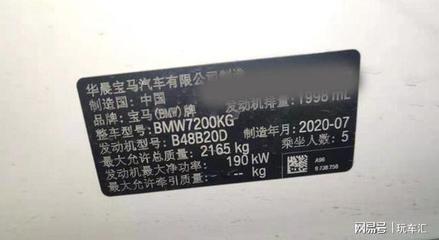 华晨宝马汽车有限公司制造
制造国: 中国
品牌: 宝马(BMW)牌 发动机排量: 1998 mL
整车型号: BMW7200KG
发动机型号: B48B20D 制造年月: 2020-07
最大允许总质量: 2165 kg 乘坐人数: 5
发动机最大净功率: 190 kW
最大允许牵引质量: - kg
A96
9 738 758
网易号 | 玩车汇